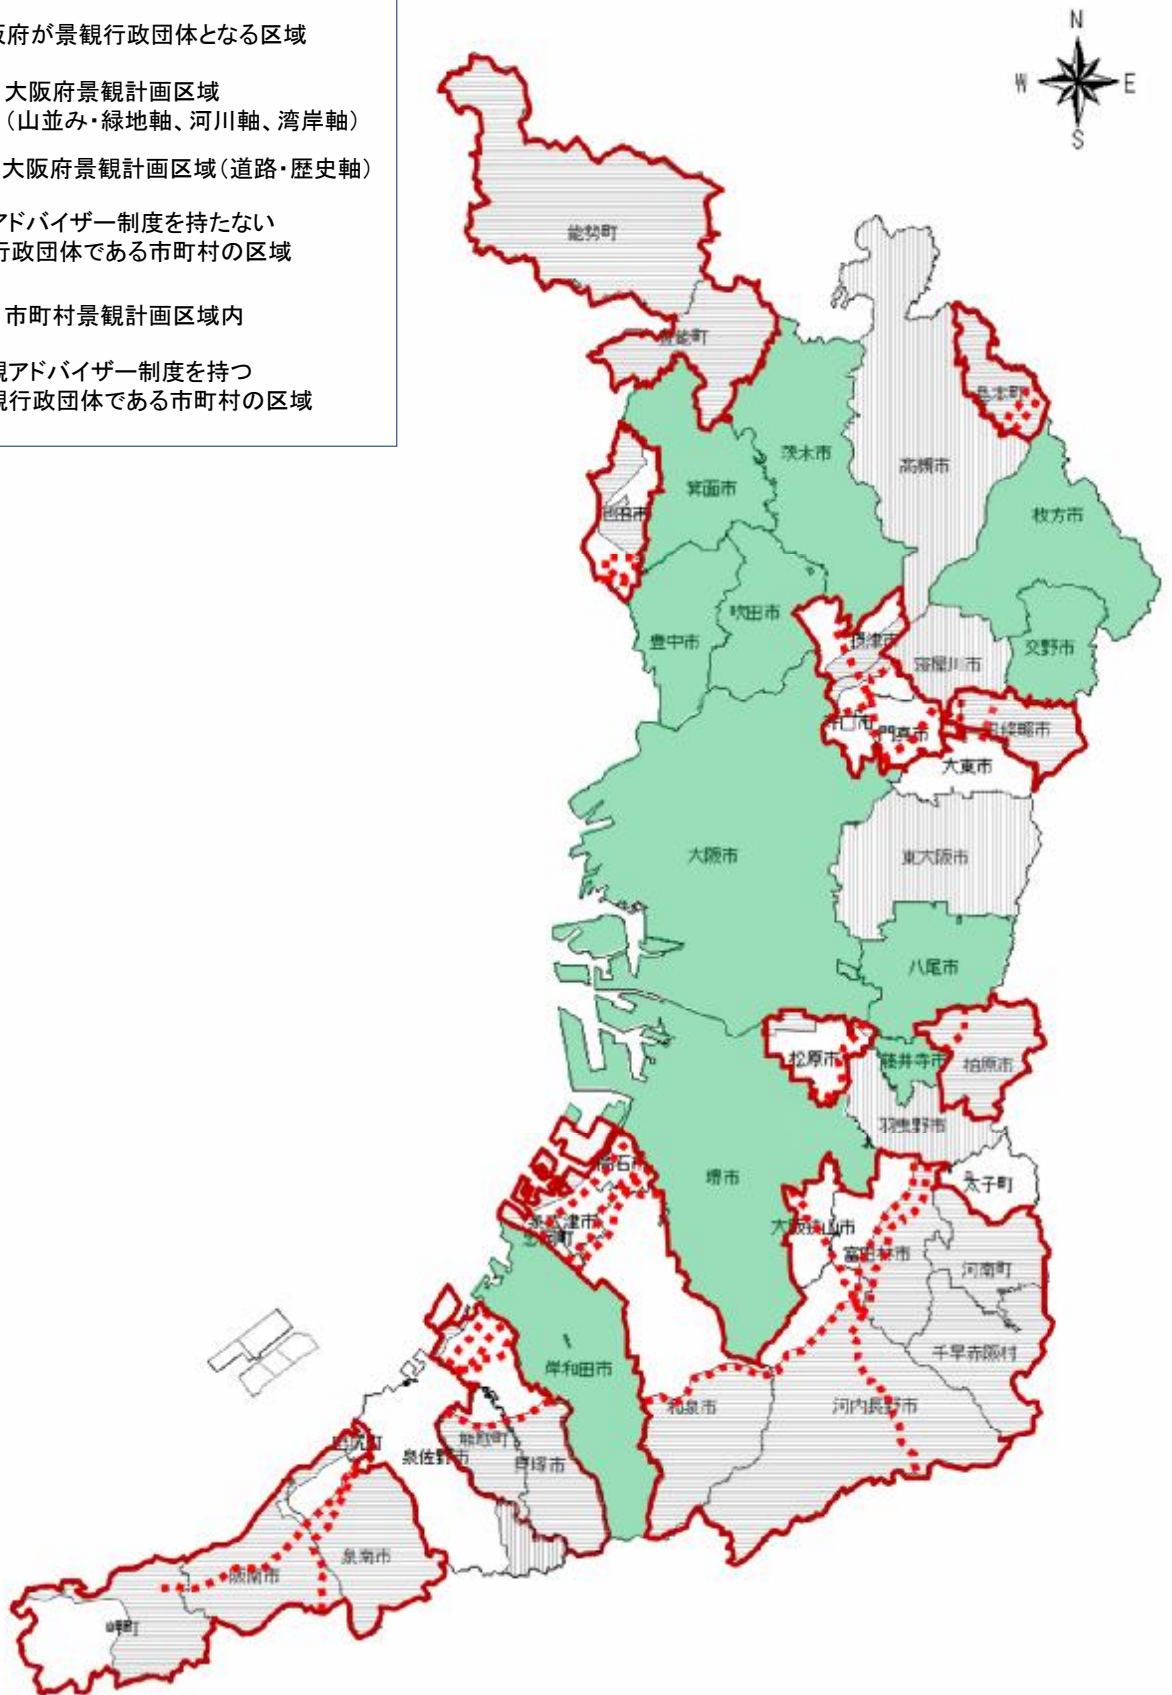 阪府が景観行政団体となる区域
大阪府景観計画区域
（山並み・緑地軸、河川軸、湾岸軸）
大阪府景観計画区域（道路・歴史軸）
アドバイザー制度を持たない
行政団体である市町村の区域
市町村景観計画区域内
観アドバイザー制度を持つ
観行政団体である市町村の区域
N
W
E
S
能勢町
豊能町
島本町
茨木市
高槻市
箕面市
池田市
枚方市
吹田市
豊中市
摂津市
交野市
寝屋川市
守口市
門真市
四條畷市
大東市
大阪市
東大阪市
八尾市
松原市
藤井寺市
柏原市
羽曳野市
高石市
堺市
太子町
泉大津市
忠岡町
大阪狭山市
富田林市
河南町
千早赤阪村
岸和田市
和泉市
河内長野市
熊取町
泉佐野市
貝塚市
田尻町
泉南市
阪南市
岬町